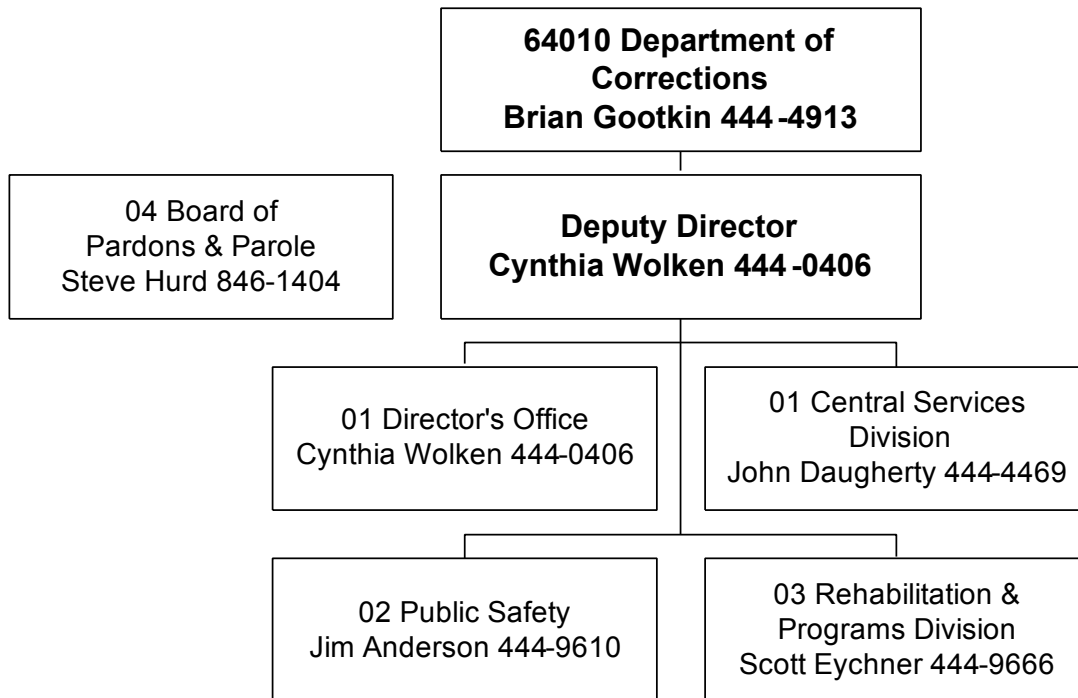 64010 Department of
Corrections
Brian Gootkin 444-4913
04 Board of
Pardons & Parole
Steve Hurd 846-1404
Deputy Director
Cynthia Wolken 444-0406
01 Director's Office
Cynthia Wolken 444-0406
01 Central Services
Division
John Daugherty 444-4469
02 Public Safety
Jim Anderson 444-9610
03 Rehabilitation &
Programs Division
Scott Eychner 444-9666